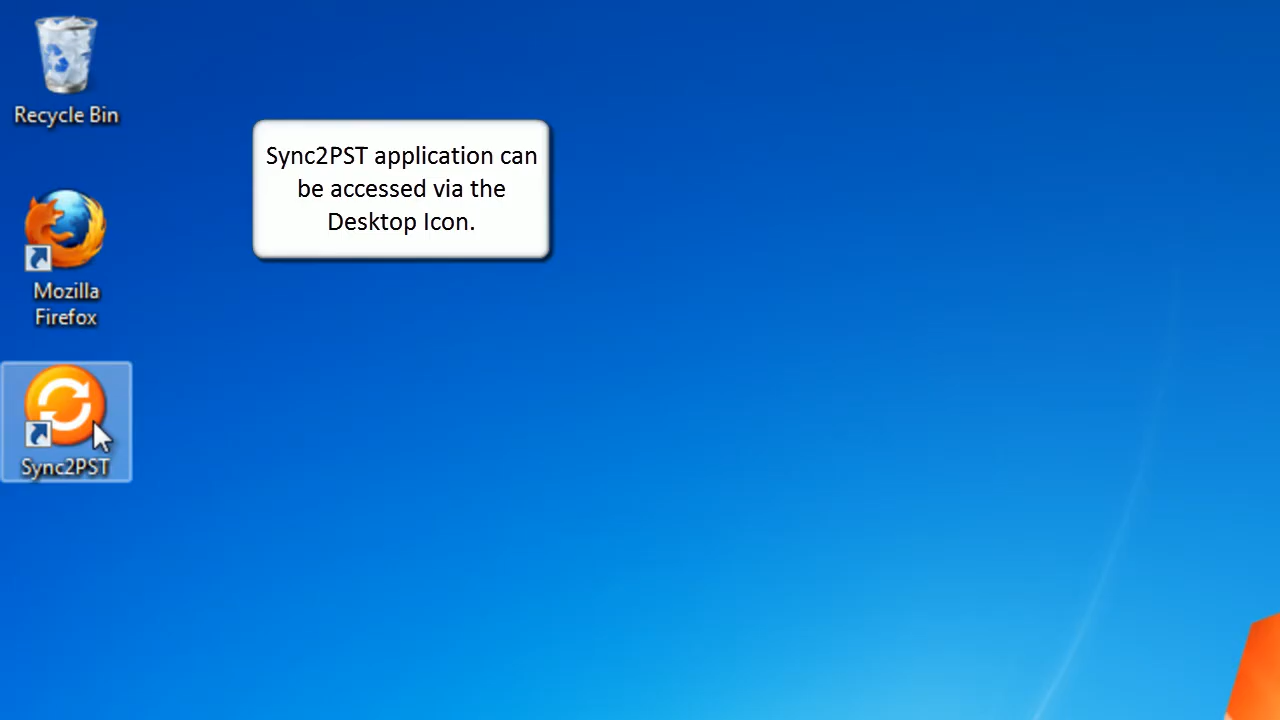 Recycle Bin
Sync2PST application can
be accessed via the
Desktop Icon.
Mozilla
Firefox
Sync2PST